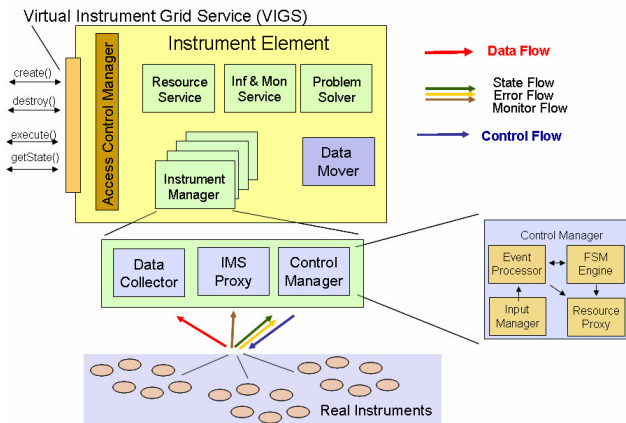 Virtual Instrument Grid Service (VIGS)
Instrument Element
create()
destroy()
execute()
getState()
Access Control Manager
Resource
Service
Inf & Mon
Service
Problem
Solver
Instrument
Manager
Data
Mover
Data Flow
State Flow
Error Flow
Monitor Flow
Control Flow
Data
Collector
IMS
Proxy
Control
Manager
Control Manager
Event
Processor
FSM
Engine
Input
Manager
Resource
Proxy
Real Instruments